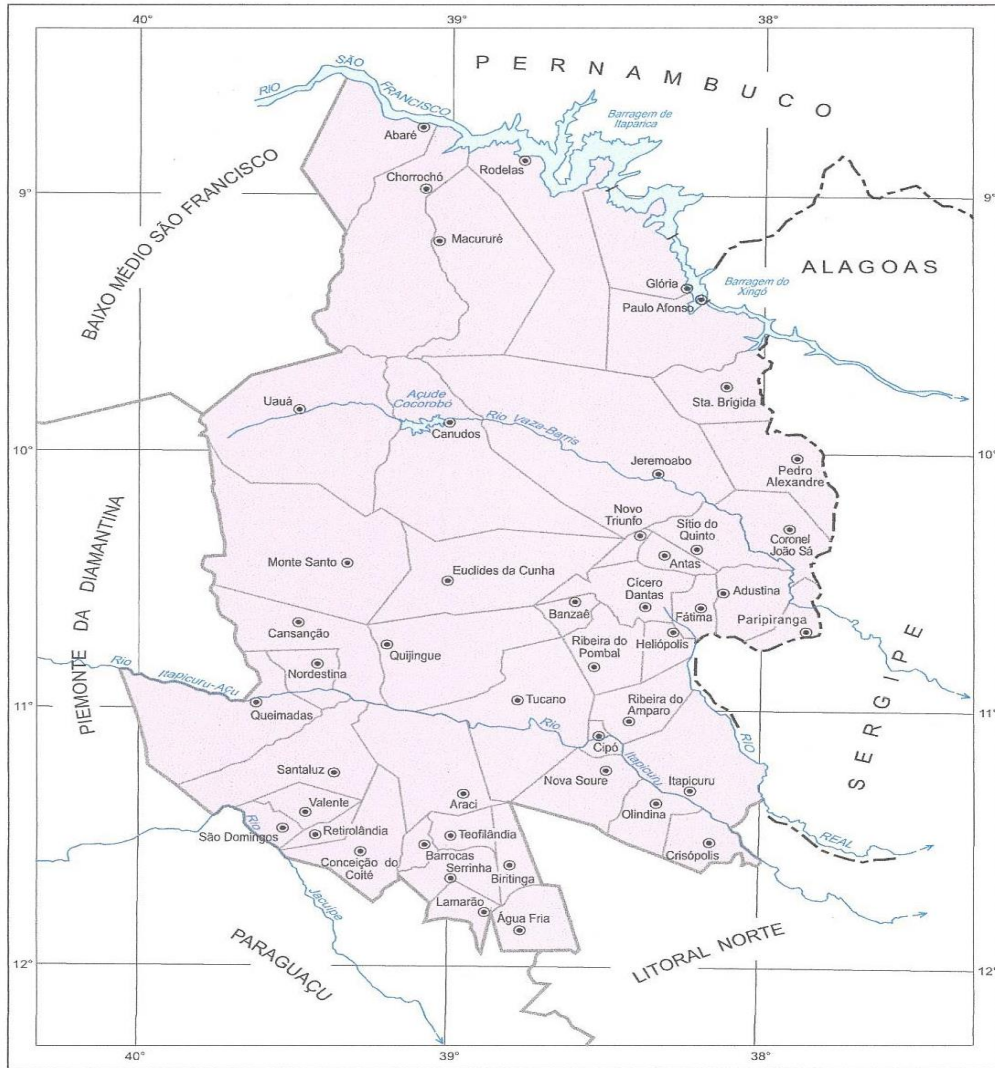 40°
39°
38°
PERNAMBUCO
RIO
SÃO
FRANCISCO
Barragem de
Itaparica
Abaré
Rodelas
Chorrochó
9°
9°
BAIXO MÉDIO SÃO FRANCISCO
Macururé
ALAGOAS
Glória
Barragem do
Xingó
Paulo Afonso
Sta. Brígida
Uauá
Açude
Cocorobó
Rio Vaza-Barris
Canudos
10°
10°
Jeremoabo
Pedro
Alexandre
Novo
Triunfo
Sítio do
Quinto
Coronel
João Sá
Antas
Monte Santo
Euclides da Cunha
Cícero
Dantas
Adustina
Banzaê
Fátima
Paripiranga
PIEMONTE DA DIAMANTINA
Cansanção
Quijingue
Ribeira do
Pombal
Heliópolis
Nordestina
Rio
Itapicuru-Açu
Queimadas
Tucano
Ribeira do
Amparo
SERGIPE
11°
11°
Rio
Itapicuru
Cipó
RIO
REAL
Santaluz
Nova Soure
Itapicuru
Valente
Araci
Olindina
São Domingos
Rio
Jacuípe
Retirolândia
Teofilândia
Crisópolis
Conceição do
Coité
Barrocas
Serrinha
Biritinga
Lamarão
Água Fria
PARAGUAÇU
LITORAL NORTE
12°
12°
40°
39°
38°